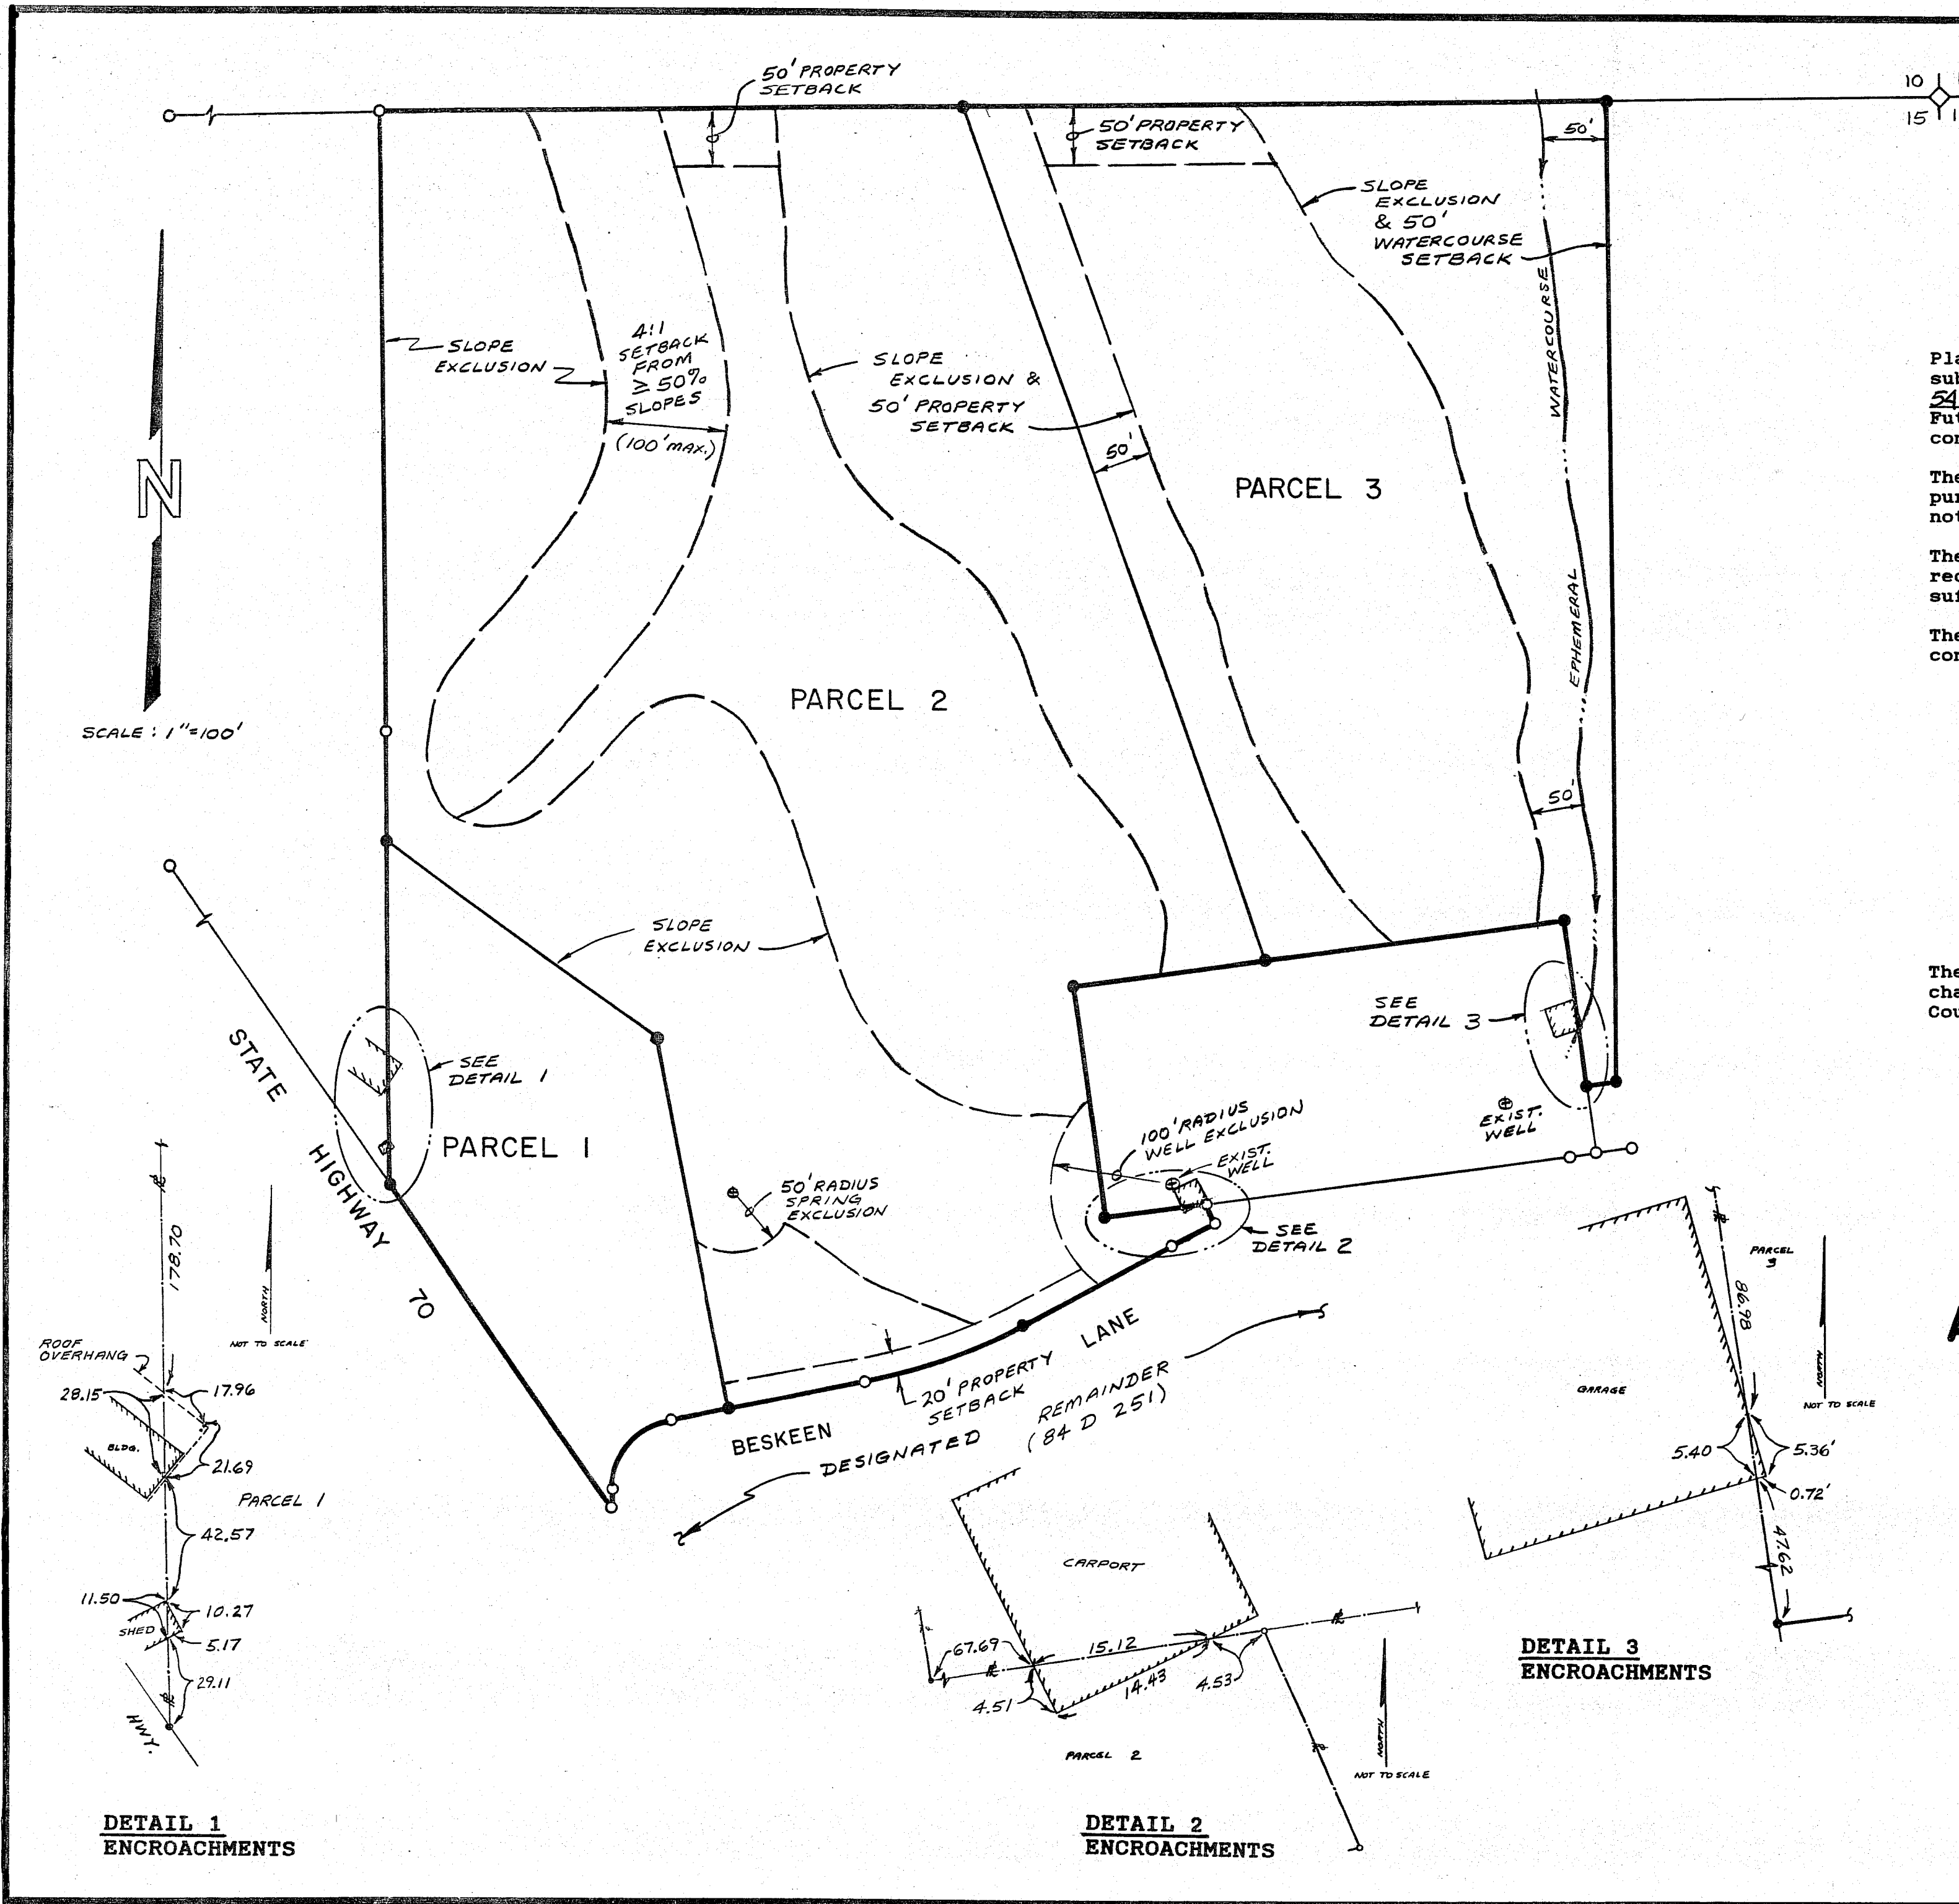 50' PROPERTY
SETBACK
10
15
50' PROPERTY
SETBACK
50'
SLOPE
EXCLUSION
& 50'
WATERCOURSE
SETBACK
WATERCOURSE
EPHEMERAL
SLOPE
EXCLUSION
4:1
SETBACK
FROM
≥ 50%
SLOPES
(100' MAX.)
SLOPE
EXCLUSION &
50' PROPERTY
SETBACK
50'
PARCEL 3
N
SCALE : 1"=100'
PARCEL 2
50'
SLOPE
EXCLUSION
STATE
HIGHWAY
70
SEE
DETAIL 1
PARCEL 1
SEE
DETAIL 3
EXIST.
WELL
100' RADIUS
WELL EXCLUSION
EXIST.
WELL
50' RADIUS
SPRING
EXCLUSION
SEE
DETAIL 2
20' PROPERTY
SETBACK
BESKEEN LANE
DESIGNATED REMAINDER
(84 D 251)
54
The
The
The
178.70
NORTH
NOT TO SCALE
ROOF
OVERHANG
28.15
17.96
BLDG.
21.69
PARCEL 1
42.57
11.50
10.27
SHED
5.17
29.11
HWY.
DETAIL 1
ENCROACHMENTS
CARPORT
67.69
15.12
4.51
14.43
4.53
PARCEL 2
NORTH
NOT TO SCALE
DETAIL 2
ENCROACHMENTS
PARCEL
3
86.98
NORTH
NOT TO SCALE
GARAGE
5.40
5.36'
0.72'
47.62
DETAIL 3
ENCROACHMENTS